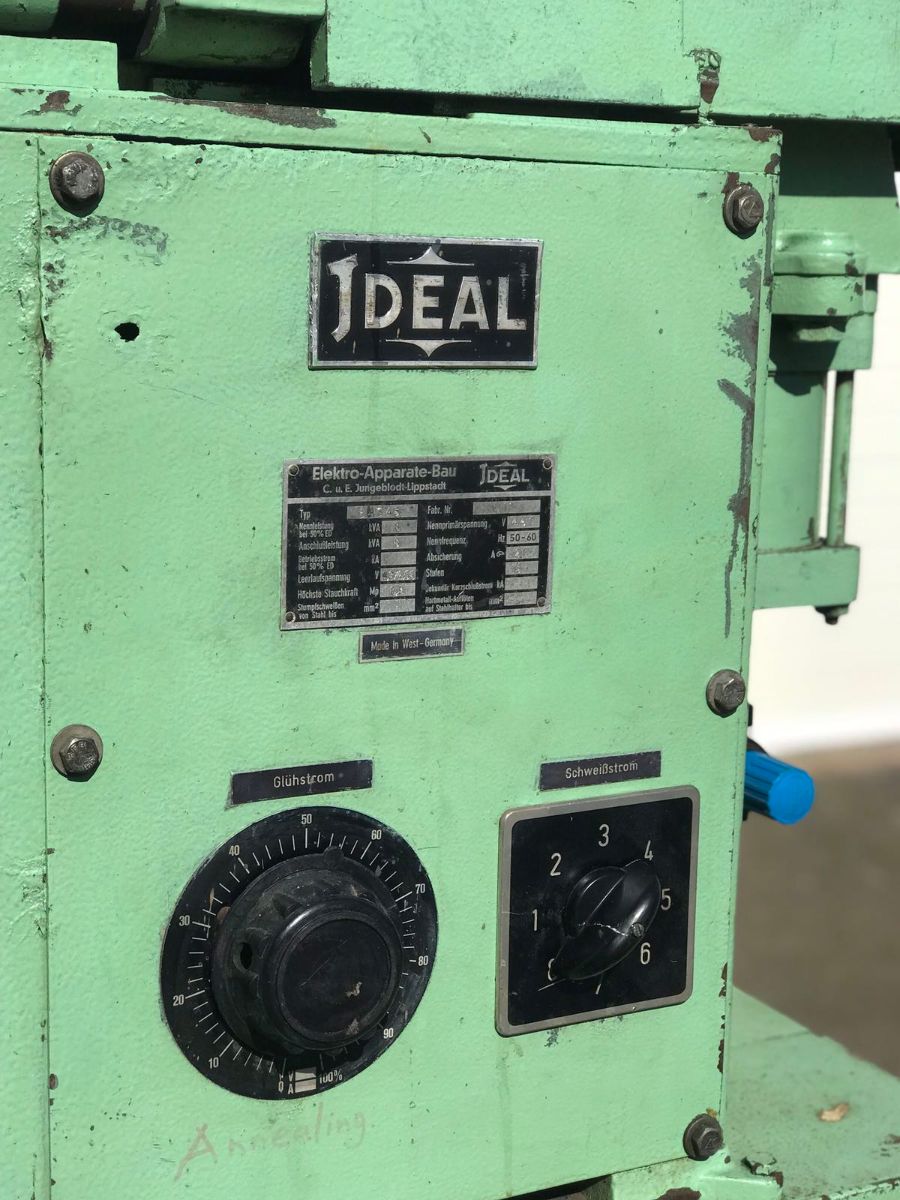 IDEAL
Elektro-Apparate-Bau IDEAL
C. u. E. Jungeblodt-Lippstadt
Typ Fabr. Nr.
Nennleistung bei 50% ED kVA Nennprimärspannung V
Anschlußleistung kVA Nennfrequenz Hz 50-60
Betriebsstrom bei 50% ED kA Absicherung A
Leerlaufspannung V Stufen
Höchste Stauchkraft Mp Sekundär Kurzschlußstrom kA
Stumpfschweißen von Stahl bis mm² Hartmetall-Auflöten auf Stahlhalter bis mm²
Made in West-Germany
Glühstrom
Schweißstrom
10 20 30 40 50 60 70 80 90 100%
V
A
1 2 3 4 5 6 7 8
Annealing